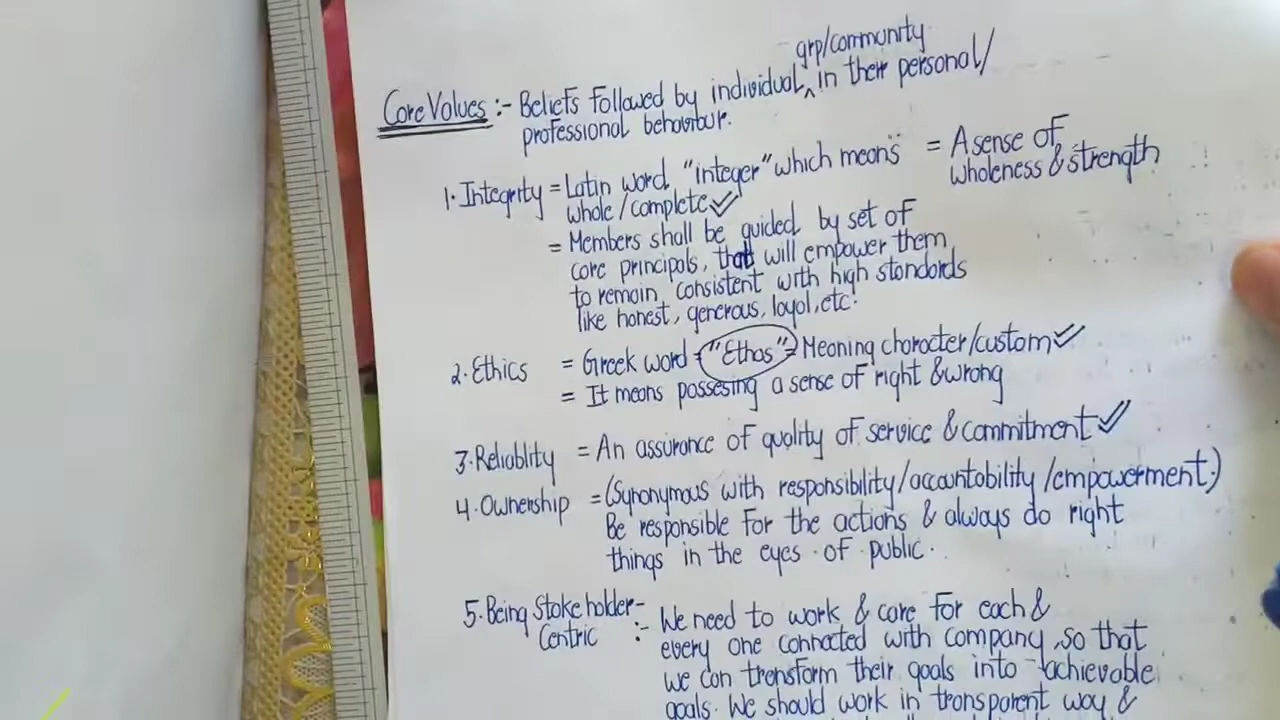 grp/community
Core Values :- Beliefs followed by individual ^ in their personal/
professional behaviour.
1. Integrity = Latin word "integer" which means = A sense of
whole/complete ✓ wholeness & strength
= Members shall be guided by set of
core principals, that will empower them
to remain consistent with high standards
like honest, generous, loyal, etc.
2. Ethics = Greek word - "Ethos" = Meaning character/custom ✓
= It means possesing a sense of right & wrong
3. Reliablity = An assurance of quality of service & commitment ✓
4. Ownership = (Synonymous with responsibility/accountability/empowerment.)
Be responsible for the actions & always do right
things in the eyes of public.
5. Being Stakeholder- :- We need to work & care for each &
Centric every one connacted with company, so that
we can transform their goals into achievable
goals. We should work in transparent way &